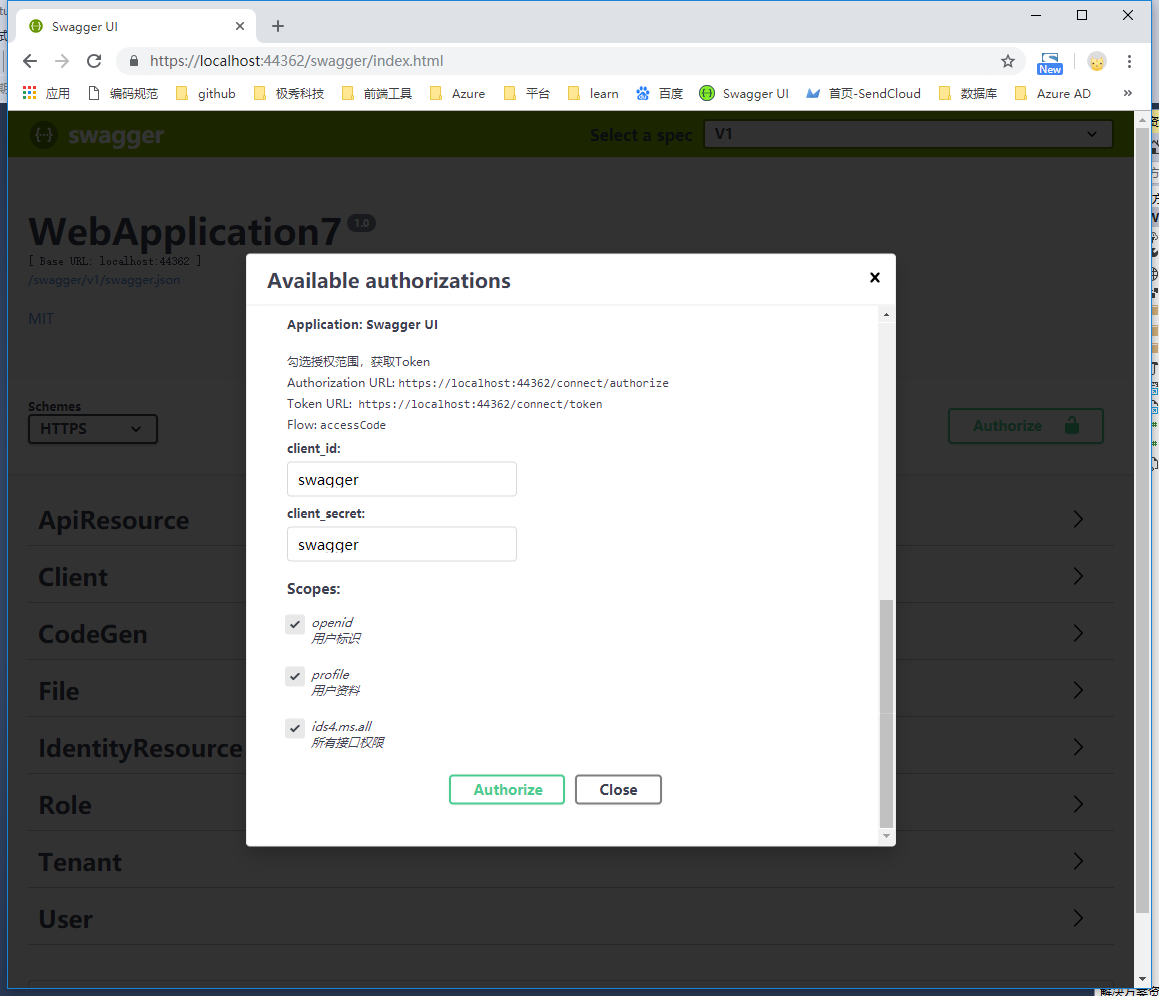 Swagger UI
https://localhost:44362/swagger/index.html
New
应用 编码规范 github 极秀科技 前端工具 Azure 平台 learn 百度 Swagger UI 首页-SendCloud 数据库 Azure AD »
swagger Select a spec V1
WebApplication7 1.0
[ Base URL: localhost:44362 ]
/swagger/v1/swagger.json
MIT
Schemes
HTTPS
Authorize
Available authorizations
Application: Swagger UI
勾选授权范围，获取Token
Authorization URL: https://localhost:44362/connect/authorize
Token URL: https://localhost:44362/connect/token
Flow: accessCode
client_id:
swagger
client_secret:
swagger
Scopes:
openid
用户标识
profile
用户资料
ids4.ms.all
所有接口权限
Authorize Close
ApiResource
Client
CodeGen
File
IdentityResource
Role
Tenant
User